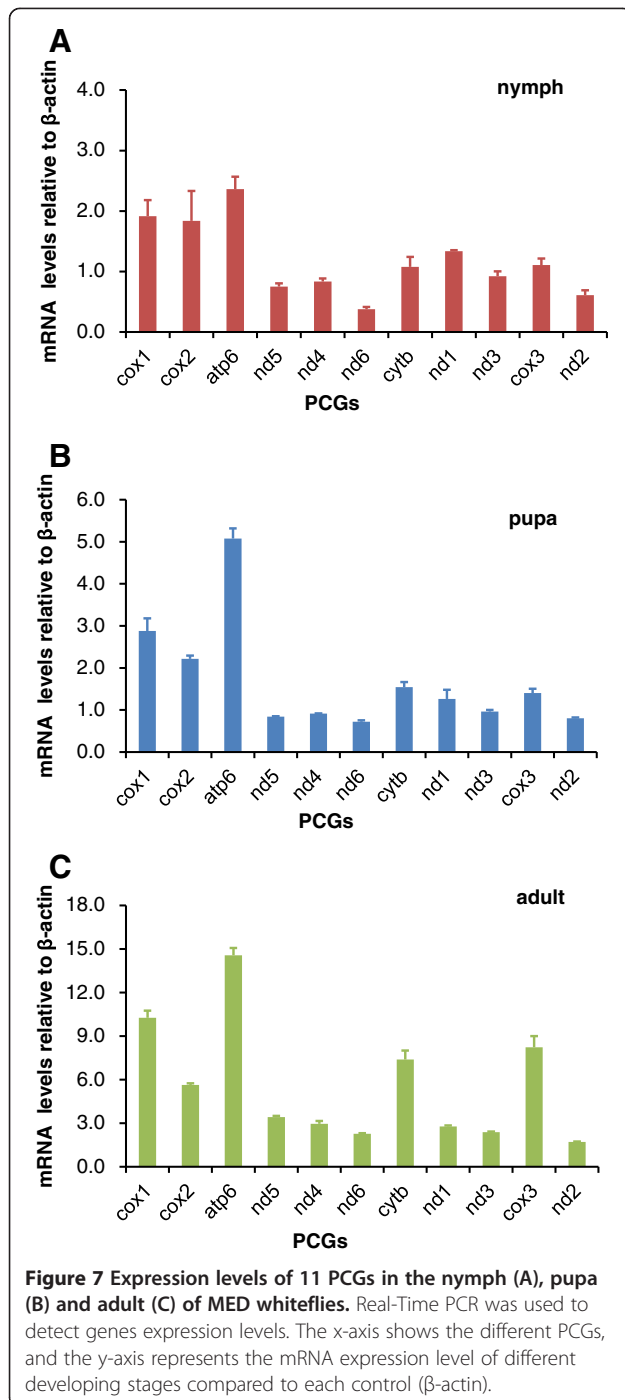 A
nymph
mRNA levels relative to β-actin
4.0
3.0
2.0
1.0
0.0
cox1 cox2 atp6 nd5 nd4 nd6 cytb nd1 nd3 cox3 nd2
PCGs
B
pupa
mRNA levels relative to β-actin
6.0
5.0
4.0
3.0
2.0
1.0
0.0
cox1 cox2 atp6 nd5 nd4 nd6 cytb nd1 nd3 cox3 nd2
PCGs
C
adult
mRNA levels relative to β-actin
18.0
15.0
12.0
9.0
6.0
3.0
0.0
cox1 cox2 atp6 nd5 nd4 nd6 cytb nd1 nd3 cox3 nd2
PCGs
Figure 7 Expression levels of 11 PCGs in the nymph (A), pupa
(B) and adult (C) of MED whiteflies. Real-Time PCR was used to
detect genes expression levels. The x-axis shows the different PCGs,
and the y-axis represents the mRNA expression level of different
developing stages compared to each control (β-actin).